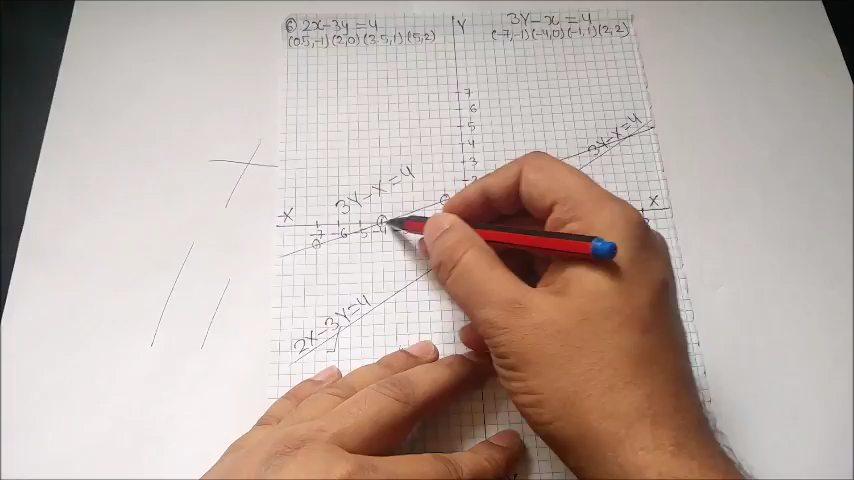 ⑥ 2x-3y=4
(0.5,-1)(2,0)(3.5,1)(5,2)
Y
3Y-x=4
(-7,-1)(-4,0)(-1,1)(2,2)
7
6
5
4
3
2
3Y-X=4
3Y-X=4
X
X
-7 -6 -5 -4
2X-3Y=4